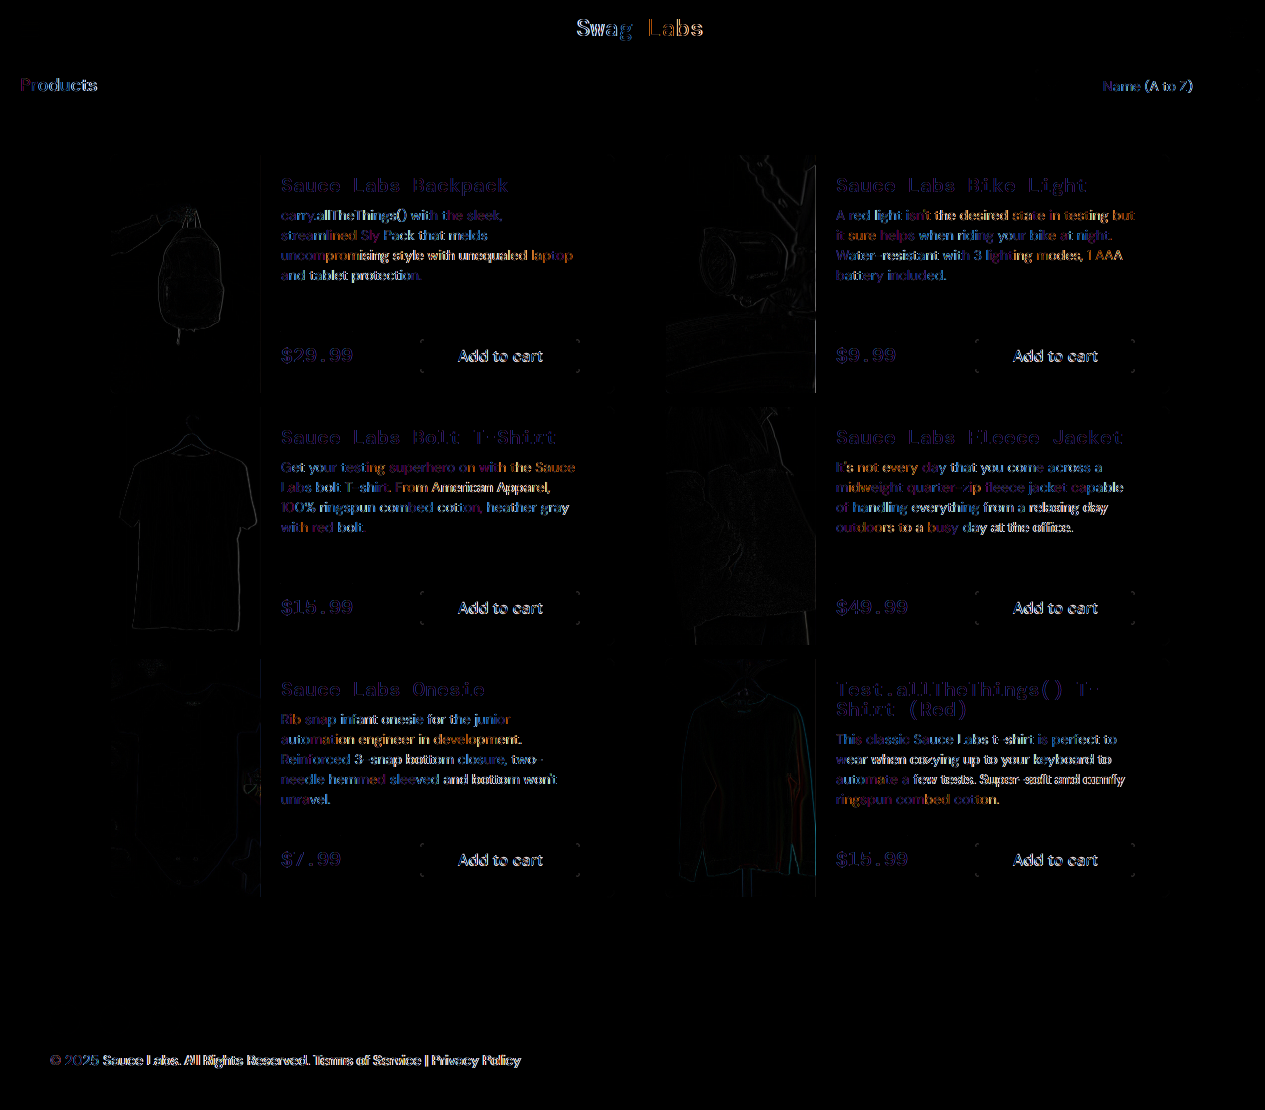 Swag Labs
Products
Name (A to Z)
Sauce Labs Backpack
carry.allTheThings() with the sleek,
streamlined Sly Pack that melds
uncompromising style with unequaled laptop
and tablet protection.
$29.99
Add to cart
Sauce Labs Bike Light
A red light isn't the desired state in testing but
it sure helps when riding your bike at night.
Water-resistant with 3 lighting modes, 1 AAA
battery included.
$9.99
Add to cart
Sauce Labs Bolt T-Shirt
Get your testing superhero on with the Sauce
Labs bolt T-shirt. From American Apparel,
100% ringspun combed cotton, heather gray
with red bolt.
$15.99
Add to cart
Sauce Labs Fleece Jacket
It's not every day that you come across a
midweight quarter-zip fleece jacket capable
of handling everything from a relaxing day
outdoors to a busy day at the office.
$49.99
Add to cart
Sauce Labs Onesie
Rib snap infant onesie for the junior
automation engineer in development.
Reinforced 3-snap bottom closure, two-
needle hemmed sleeved and bottom won't
unravel.
$7.99
Add to cart
Test.allTheThings() T-
Shirt (Red)
This classic Sauce Labs t-shirt is perfect to
wear when cozying up to your keyboard to
automate a few tests. Super-soft and comfy
ringspun combed cotton.
$15.99
Add to cart
© 2025 Sauce Labs. All Rights Reserved. Terms of Service | Privacy Policy